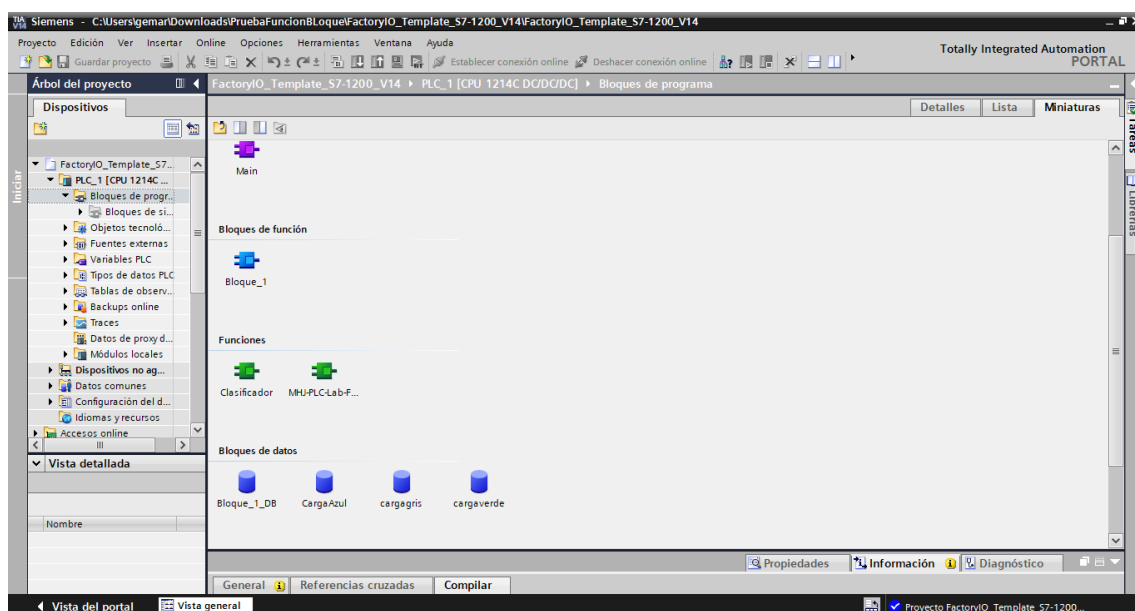 TIA V14 Siemens - C:\Users\gemar\Downloads\PruebaFuncionBLoque\FactoryIO_Template_S7-1200_V14\FactoryIO_Template_S7-1200_V14
Proyecto Edición Ver Insertar Online Opciones Herramientas Ventana Ayuda
Totally Integrated Automation
PORTAL
Guardar proyecto Establecer conexión online Deshacer conexión online
Árbol del proyecto
FactoryIO_Template_S7-1200_V14 PLC_1 [CPU 1214C DC/DC/DC] Bloques de programa
Dispositivos
Detalles Lista Miniaturas
Tareas
Librerías
Iniciar
FactoryIO_Template_S7...
PLC_1 [CPU 1214C ...
Bloques de progr..
Bloques de si...
Objetos tecnoló...
Fuentes externas
Variables PLC
Tipos de datos PLC
Tablas de observ...
Backups online
Traces
Datos de proxy d...
Módulos locales
Dispositivos no ag...
Datos comunes
Configuración del d...
Idiomas y recursos
Accesos online
Vista detallada
Nombre
Main
Bloques de función
Bloque_1
Funciones
Clasificador MHJ-PLC-Lab-F...
Bloques de datos
Bloque_1_DB CargaAzul cargagris cargaverde
Propiedades Información Diagnóstico
General Referencias cruzadas Compilar
Vista del portal Vista general
Proyecto FactoryIO_Template_S7-1200...